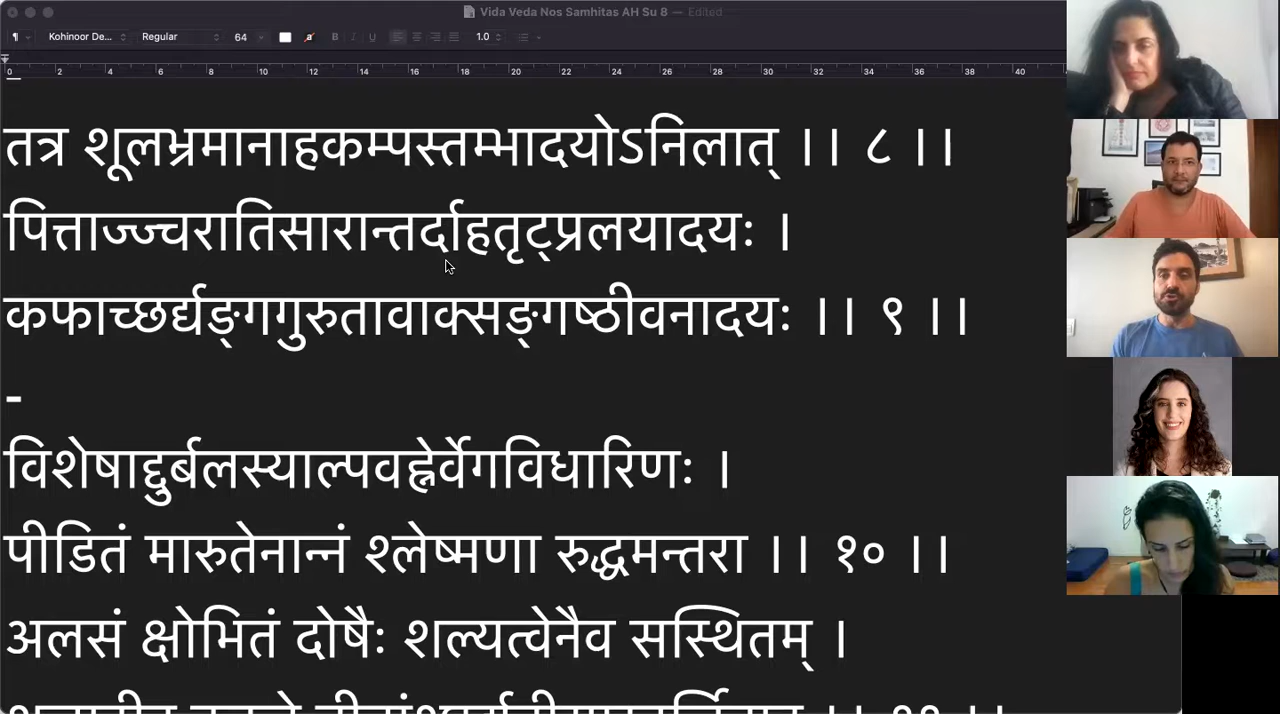 Vida Veda Nos Samhitas AH Su 8 — Edited
¶ Kohinoor De... Regular 64 a B I U 1.0
0 2 4 6 8 10 12 14 16 18 20 22 24 26 28 30 32 34 36 38 40
तत्र शूलभ्रमानाहकम्पस्तम्भादयोऽनिलात् ।। ८ ।।
पित्ताज्ज्वरातिसारान्तर्दाहतृट्प्रलयादयः ।
कफाच्छर्द्यङ्गगुरुतावाक्सङ्गष्ठीवनादयः ।। ९ ।।
-
विशेषाद्दुर्बलस्याल्पवह्नेर्वेगविधारिणः ।
पीडितं मारुतेनान्नं श्लेष्मणा रुद्धमन्तरा ।। १० ।।
अलसं क्षोभितं दोषैः शल्यत्वेनैव सस्थितम् ।